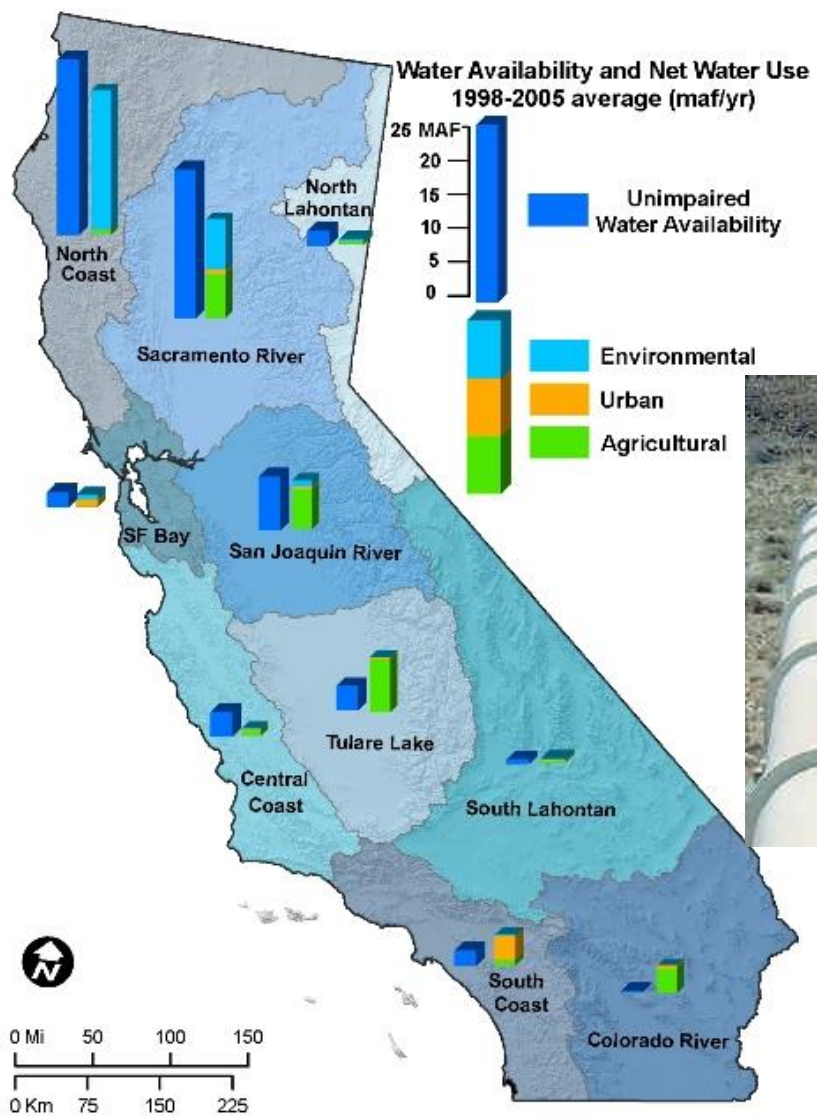 Water Availability and Net Water Use
1998-2005 average (maf/yr)
25 MAF
20
15
10
5
0
Unimpaired
Water Availability
Environmental
Urban
Agricultural
North
Coast
North
Lahontan
Sacramento River
SF Bay
San Joaquin River
Tulare Lake
Central
Coast
South Lahontan
South
Coast
Colorado River
N
0 Mi 50 100 150
0 Km 75 150 225